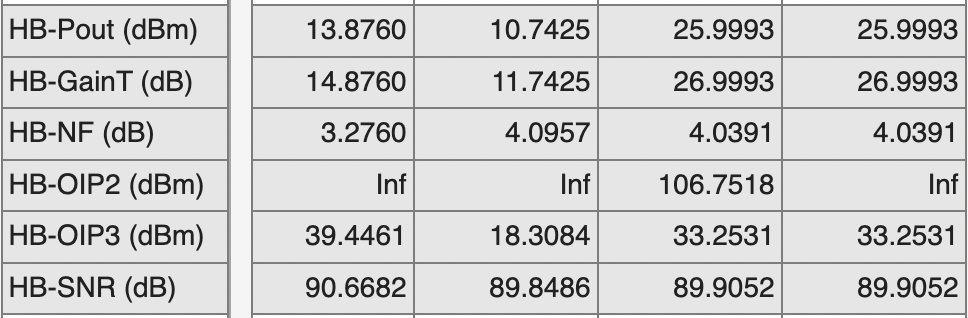 HB-Pout (dBm) 13.8760 10.7425 25.9993 25.9993
HB-GainT (dB) 14.8760 11.7425 26.9993 26.9993
HB-NF (dB) 3.2760 4.0957 4.0391 4.0391
HB-OIP2 (dBm) Inf Inf 106.7518 Inf
HB-OIP3 (dBm) 39.4461 18.3084 33.2531 33.2531
HB-SNR (dB) 90.6682 89.8486 89.9052 89.9052